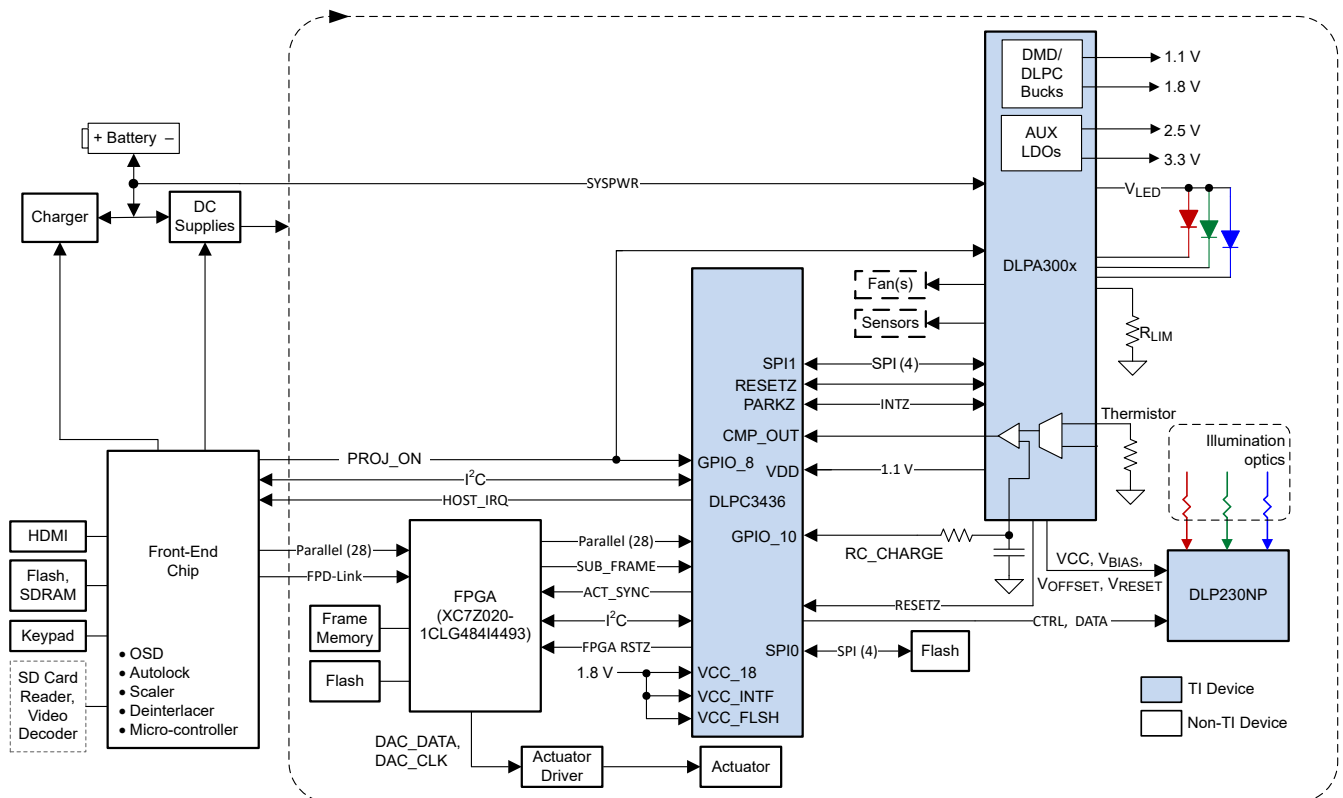 DMD/
DLPC
Bucks
1.1 V
1.8 V
AUX
LDOs
2.5 V
3.3 V
+ Battery –
SYSPWR
VLED
Charger
DC
Supplies
DLPA300x
Fan(s)
Sensors
RLIM
SPI1
SPI (4)
RESETZ
PARKZ
INTZ
CMP_OUT
Thermistor
PROJ_ON
GPIO_8
VDD
1.1 V
Illumination
optics
I2C
HOST_IRQ
DLPC3436
HDMI
Flash,
SDRAM
Keypad
SD Card
Reader,
Video
Decoder
Front-End
Chip
• OSD
• Autolock
• Scaler
• Deinterlacer
• Micro-controller
Parallel (28)
FPD-Link
FPGA
(XC7Z020-
1CLG484I4493)
Frame
Memory
Flash
Parallel (28)
SUB_FRAME
ACT_SYNC
I2C
FPGA RSTZ
GPIO_10
RC_CHARGE
VCC, VBIAS,
VOFFSET, VRESET
DLP230NP
RESETZ
CTRL, DATA
SPI0
SPI (4)
Flash
1.8 V
VCC_18
VCC_INTF
VCC_FLSH
TI Device
Non-TI Device
DAC_DATA,
DAC_CLK
Actuator
Driver
Actuator